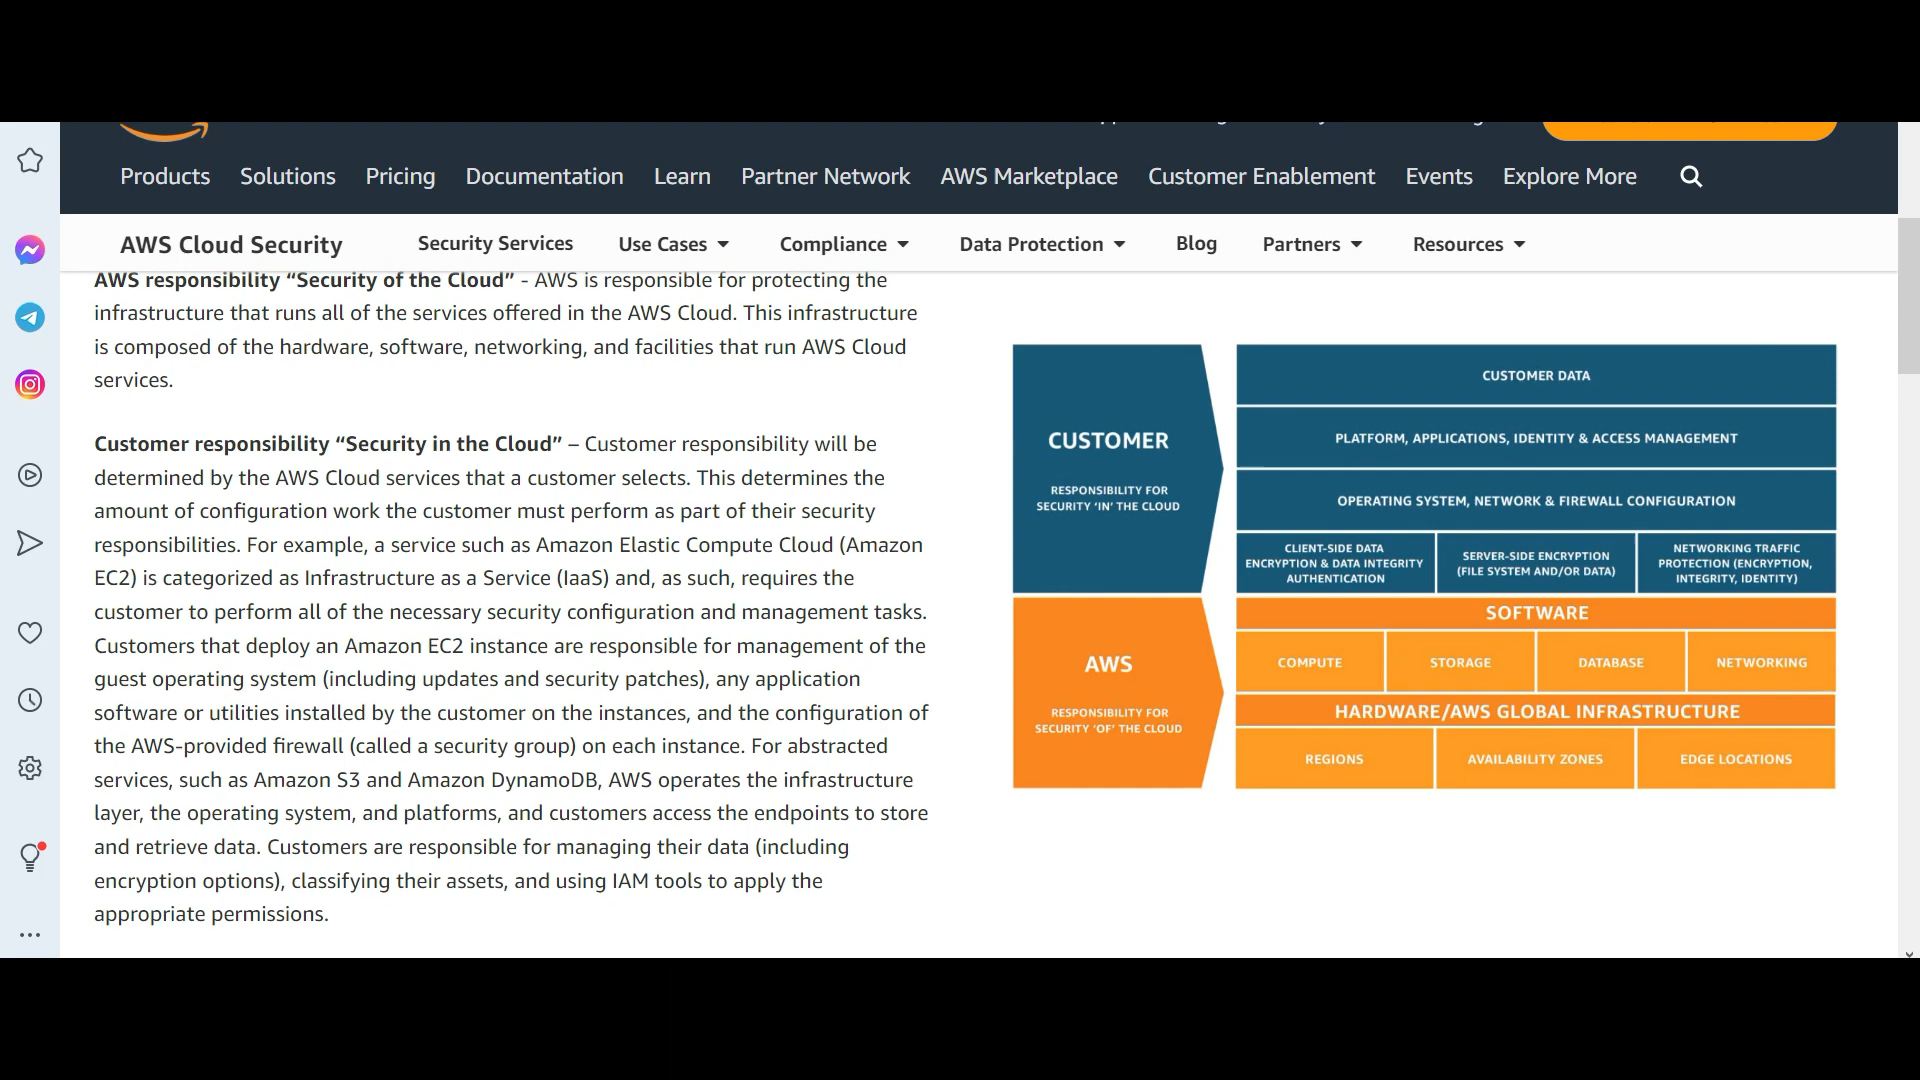 Products Solutions Pricing Documentation Learn Partner Network AWS Marketplace Customer Enablement Events Explore More
AWS Cloud Security Security Services Use Cases Compliance Data Protection Blog Partners Resources
AWS responsibility “Security of the Cloud” - AWS is responsible for protecting the
infrastructure that runs all of the services offered in the AWS Cloud. This infrastructure
is composed of the hardware, software, networking, and facilities that run AWS Cloud
services.
Customer responsibility “Security in the Cloud” – Customer responsibility will be
determined by the AWS Cloud services that a customer selects. This determines the
amount of configuration work the customer must perform as part of their security
responsibilities. For example, a service such as Amazon Elastic Compute Cloud (Amazon
EC2) is categorized as Infrastructure as a Service (IaaS) and, as such, requires the
customer to perform all of the necessary security configuration and management tasks.
Customers that deploy an Amazon EC2 instance are responsible for management of the
guest operating system (including updates and security patches), any application
software or utilities installed by the customer on the instances, and the configuration of
the AWS-provided firewall (called a security group) on each instance. For abstracted
services, such as Amazon S3 and Amazon DynamoDB, AWS operates the infrastructure
layer, the operating system, and platforms, and customers access the endpoints to store
and retrieve data. Customers are responsible for managing their data (including
encryption options), classifying their assets, and using IAM tools to apply the
appropriate permissions.
CUSTOMER
RESPONSIBILITY FOR
SECURITY ‘IN’ THE CLOUD
CUSTOMER DATA
PLATFORM, APPLICATIONS, IDENTITY & ACCESS MANAGEMENT
OPERATING SYSTEM, NETWORK & FIREWALL CONFIGURATION
CLIENT-SIDE DATA
ENCRYPTION & DATA INTEGRITY
AUTHENTICATION
SERVER-SIDE ENCRYPTION
(FILE SYSTEM AND/OR DATA)
NETWORKING TRAFFIC
PROTECTION (ENCRYPTION,
INTEGRITY, IDENTITY)
AWS
RESPONSIBILITY FOR
SECURITY ‘OF’ THE CLOUD
SOFTWARE
COMPUTE STORAGE DATABASE NETWORKING
HARDWARE/AWS GLOBAL INFRASTRUCTURE
REGIONS AVAILABILITY ZONES EDGE LOCATIONS